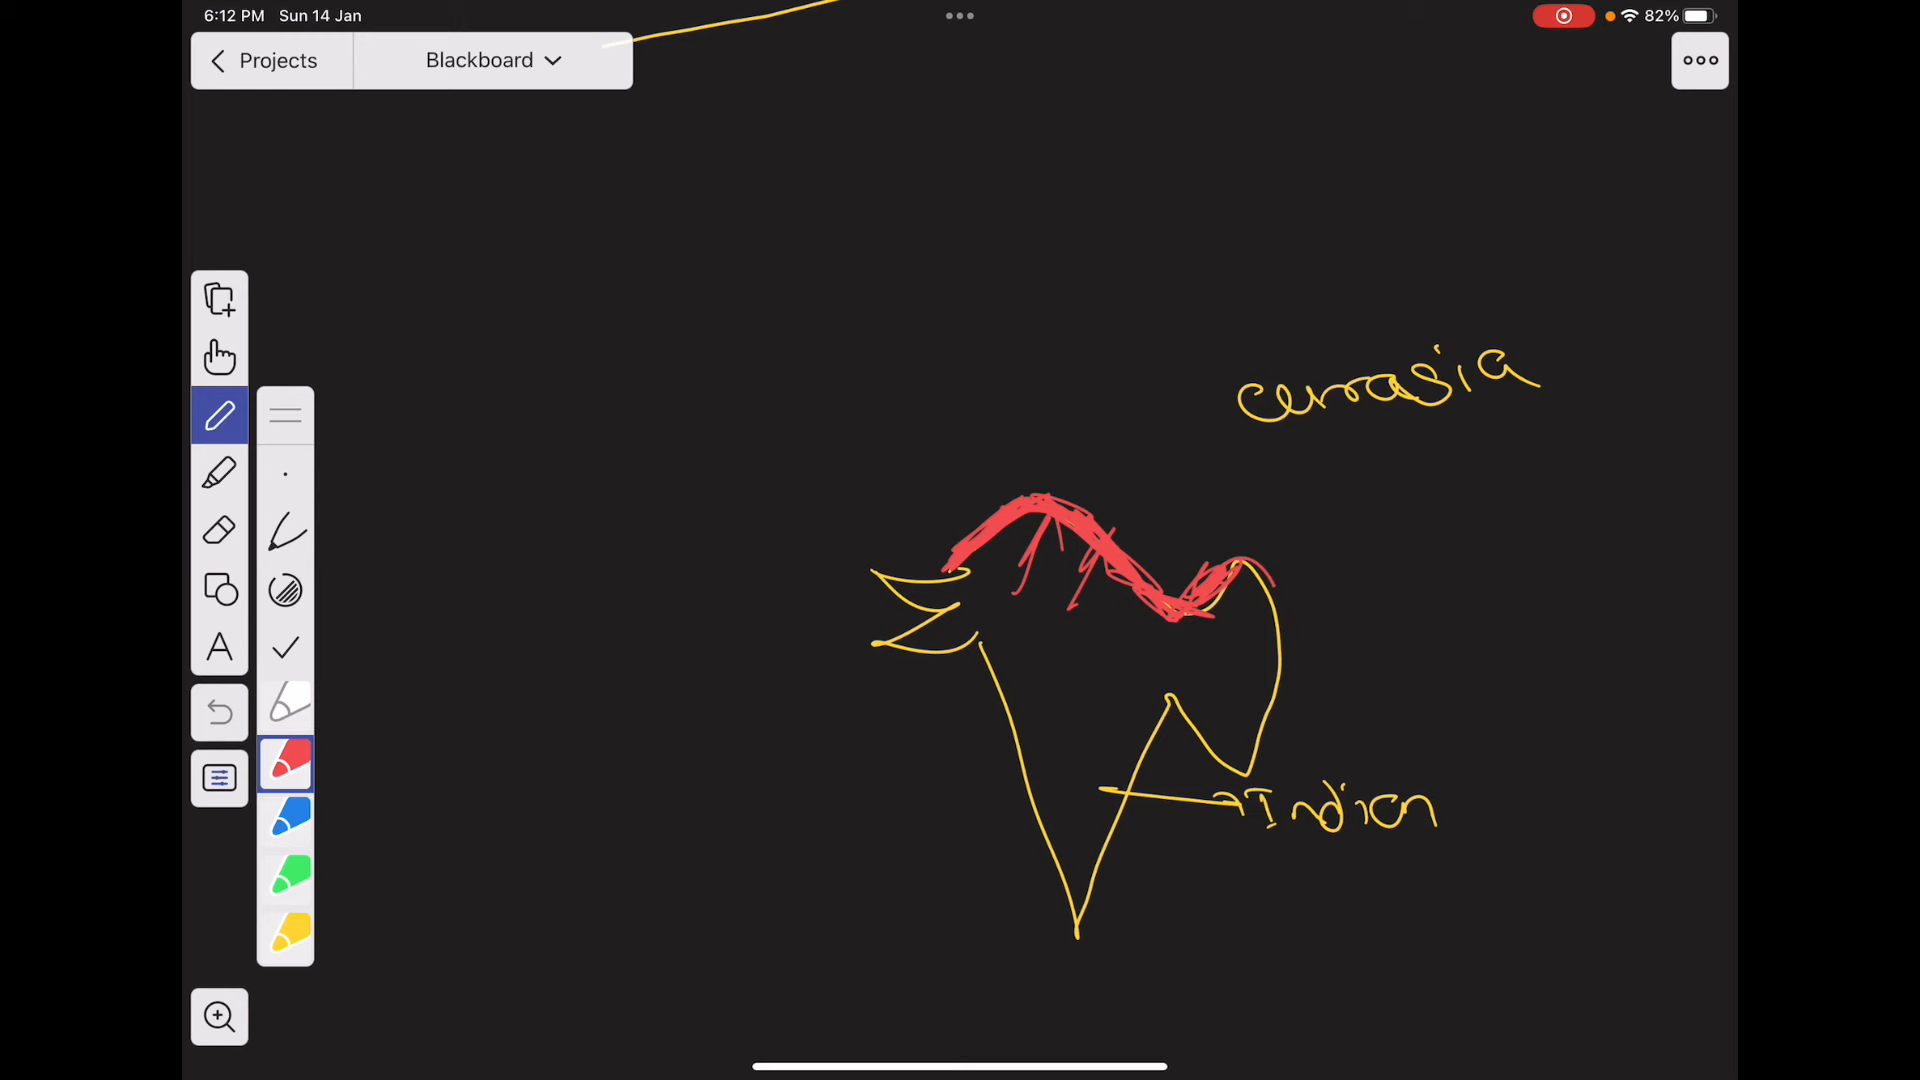 6:12 PM Sun 14 Jan
82%
Projects
Blackboard
eurasia
Indian
A